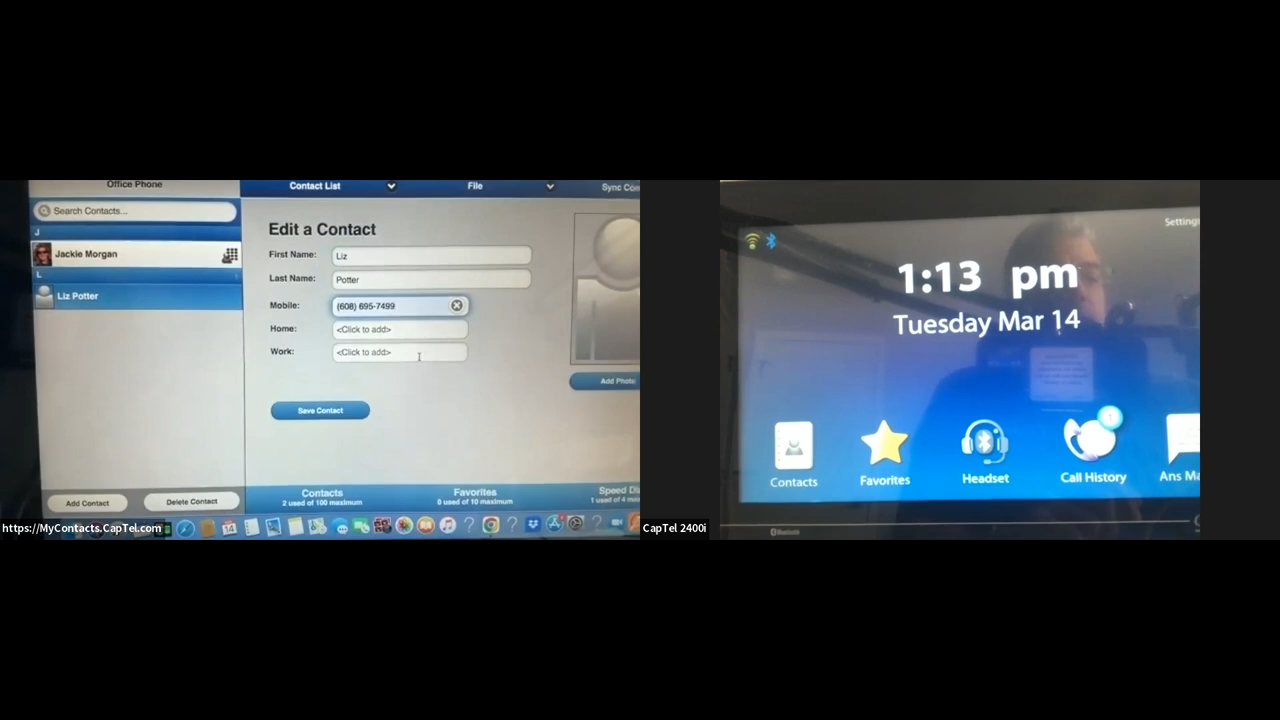 Office Phone
Contact List
File
Sync Con
Search Contacts...
J
Jackie Morgan
L
Liz Potter
Edit a Contact
First Name: Liz
Last Name: Potter
Mobile: (608) 695-7499
Home: <Click to add>
Work: <Click to add>
Add Photo
Save Contact
Add Contact
Delete Contact
Contacts
2 used of 100 maximum
Favorites
0 used of 10 maximum
Speed Di
1 used of 4 m
https://MyContacts.CapTel.com
Settings
1:13 pm
Tuesday Mar 14
1
Contacts
Favorites
Headset
Call History
Ans Ma
Bluetooth
CapTel 2400i